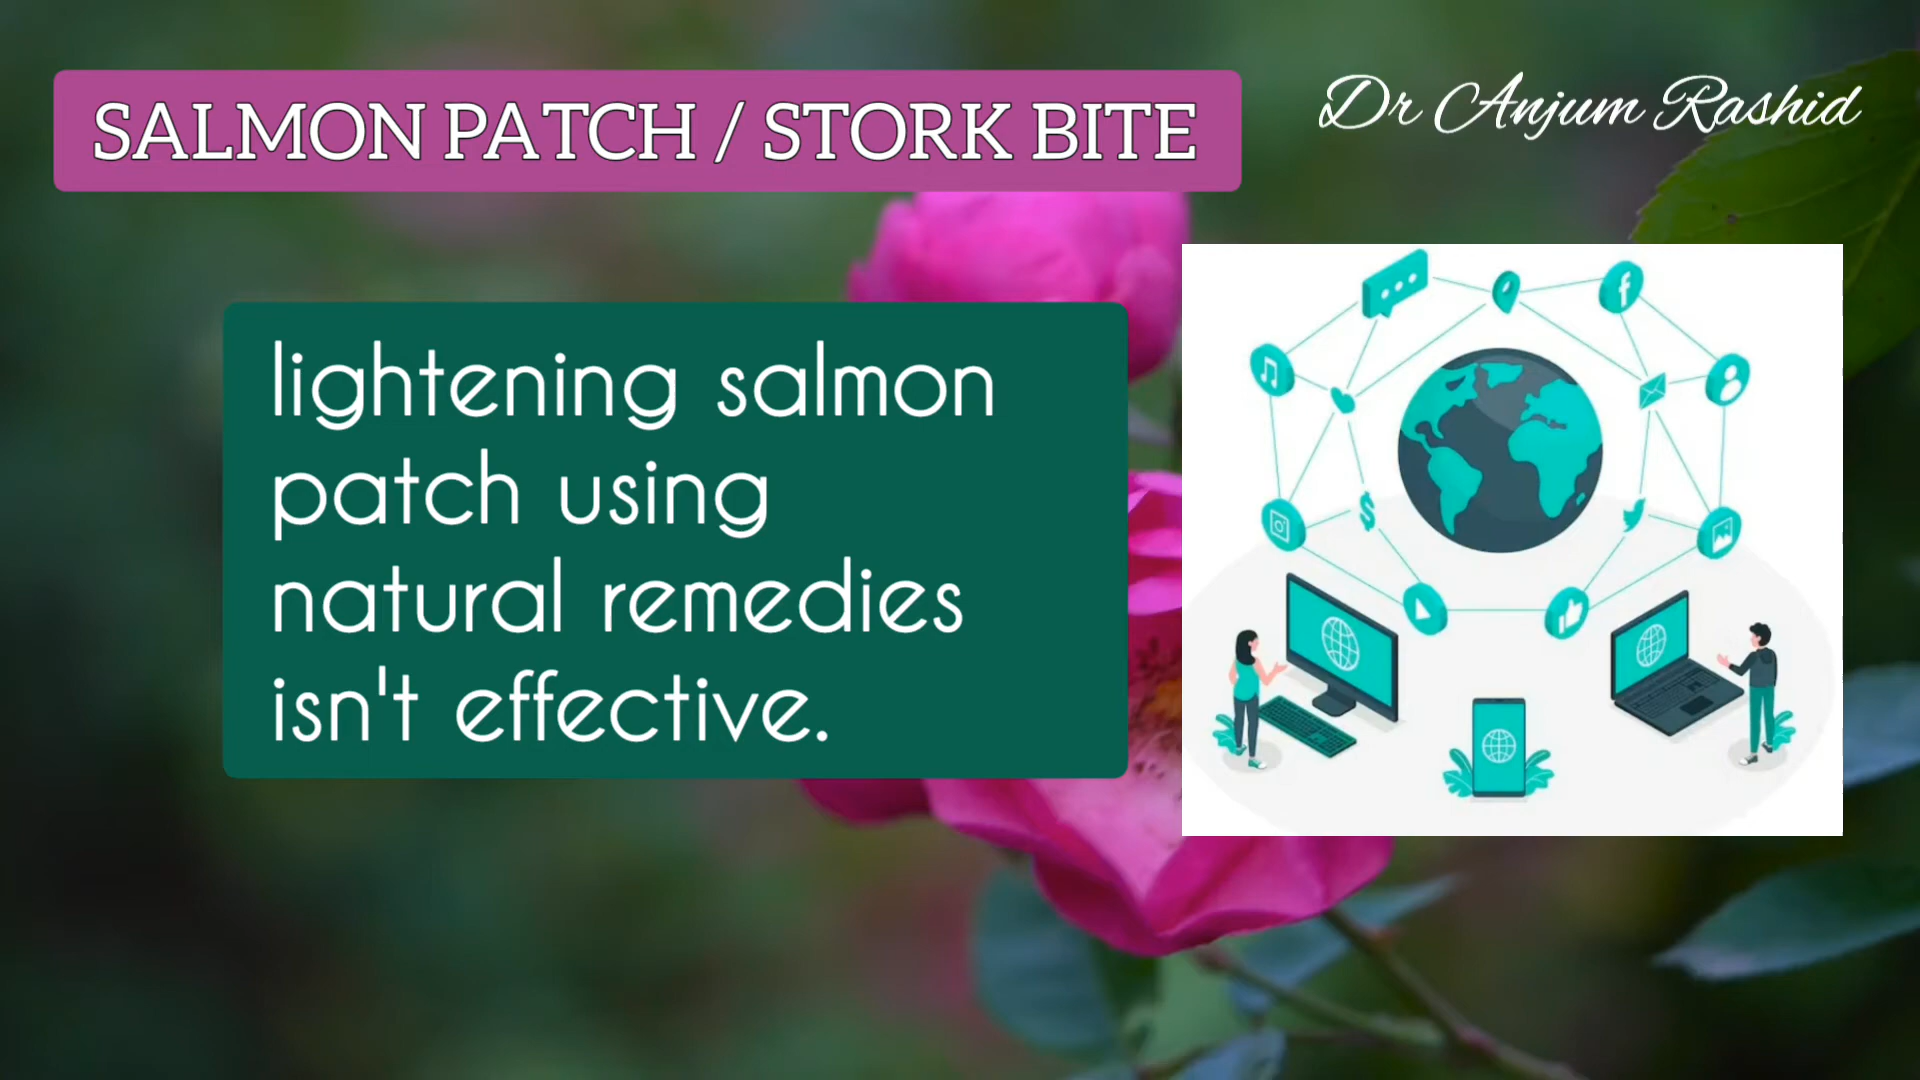 SALMON PATCH / STORK BITE
Dr Anjum Rashid
lightening salmon
patch using
natural remedies
isn't effective.